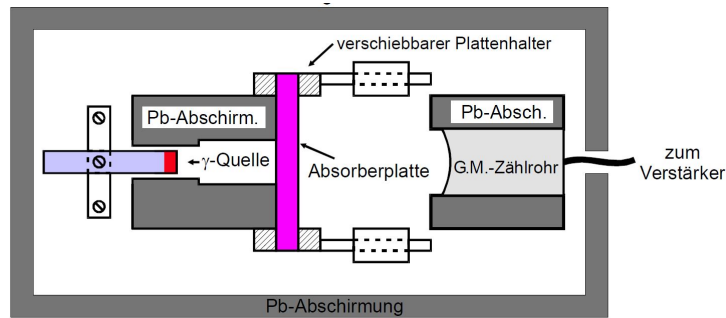 verschiebbarer Plattenhalter
Pb-Abschirm.
Pb-Absch.
γ-Quelle
Absorberplatte
G.M.-Zählrohr
zum
Verstärker
Pb-Abschirmung